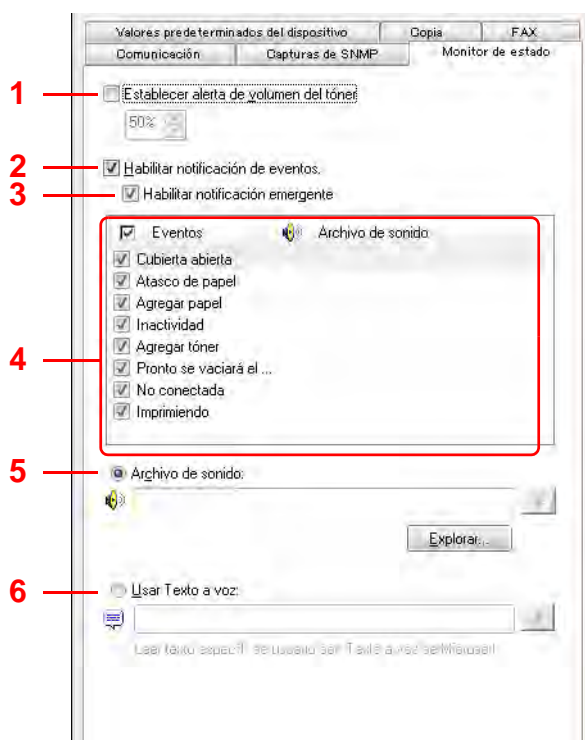 Valores predeterminados del dispositivo Copia FAX
Comunicación Capturas de SNMP Monitor de estado
1 Establecer alerta de volumen del tóner
50%
2 Habilitar notificación de eventos.
3 Habilitar notificación emergente
Eventos Archivo de sonido
Cubierta abierta
Atasco de papel
Agregar papel
Inactividad
4 Agregar tóner
Pronto se vaciará el ...
No conectada
Imprimiendo
5 Archivo de sonido:
Explorar...
6 Usar Texto a voz:
Leer texto